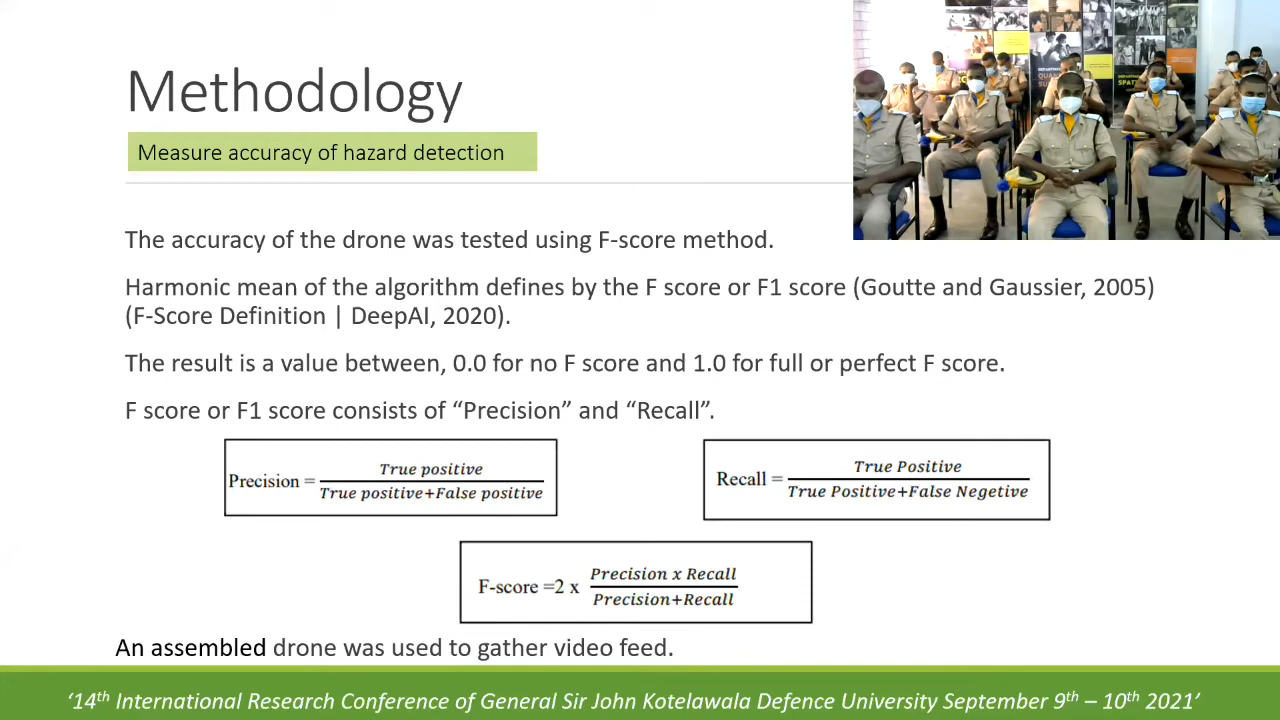 Methodology
Measure accuracy of hazard detection
The accuracy of the drone was tested using F-score method.
Harmonic mean of the algorithm defines by the F score or F1 score (Goutte and Gaussier, 2005)
(F-Score Definition | DeepAI, 2020).
The result is a value between, 0.0 for no F score and 1.0 for full or perfect F score.
F score or F1 score consists of “Precision” and “Recall”.
Precision = True positive / True positive+False positive
Recall = True Positive / True Positive+False Negetive
F-score =2 x Precision x Recall / Precision+Recall
An assembled drone was used to gather video feed.
‘14th International Research Conference of General Sir John Kotelawala Defence University September 9th – 10th 2021’